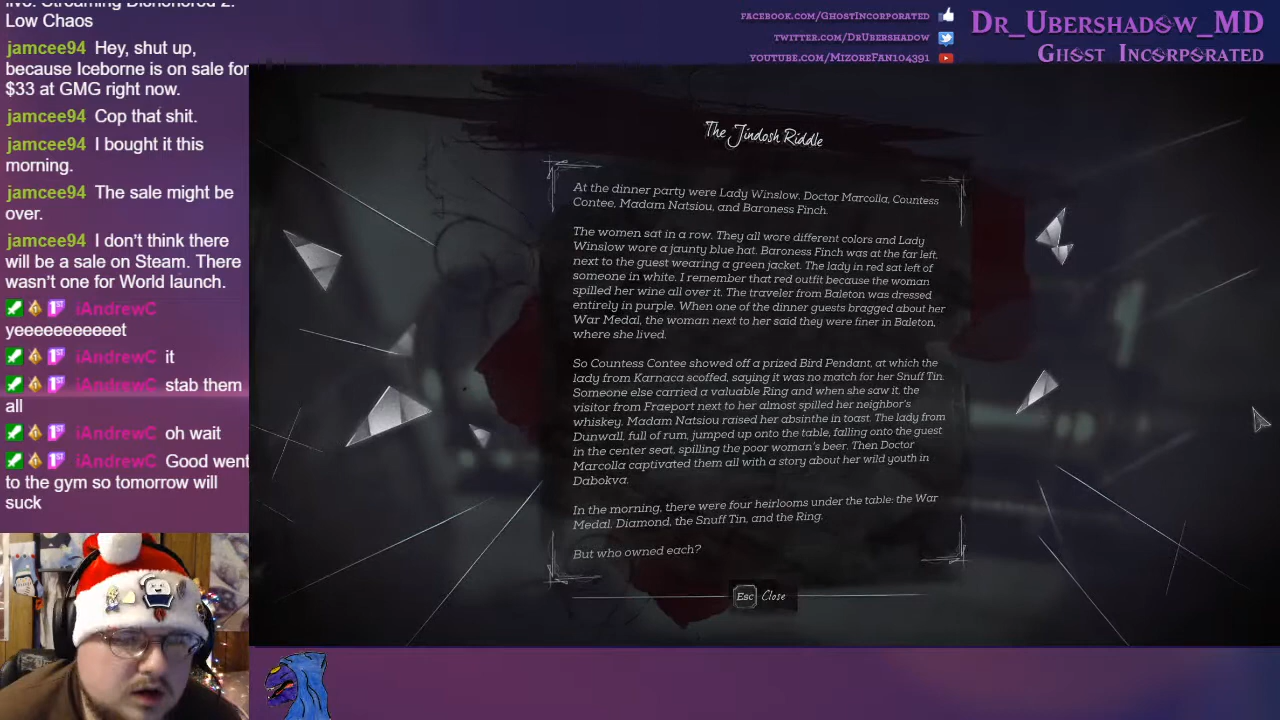 live: Streaming Dishonored 2:
Low Chaos
jamcee94 Hey, shut up,
because Iceborne is on sale for
$33 at GMG right now.
jamcee94 Cop that shit.
jamcee94 I bought it this
morning.
jamcee94 The sale might be
over.
jamcee94 I don't think there
will be a sale on Steam. There
wasn't one for World launch.
iAndrewC
yeeeeeeeeeeet
iAndrewC it
iAndrewC stab them
all
iAndrewC oh wait
iAndrewC Good went
to the gym so tomorrow will
suck
facebook.com/GhostIncorporated
twitter.com/DrUbershadow
youtube.com/MizoreFan104391
Dr_Ubershadow_MD
Ghost Incorporated
The Jindosh Riddle
At the dinner party were Lady Winslow, Doctor Marcolla, Countess
Contee, Madam Natsiou, and Baroness Finch.
The women sat in a row. They all wore different colors and Lady
Winslow wore a jaunty blue hat. Baroness Finch was at the far left,
next to the guest wearing a green jacket. The lady in red sat left of
someone in white. I remember that red outfit because the woman
spilled her wine all over it. The traveler from Baleton was dressed
entirely in purple. When one of the dinner guests bragged about her
War Medal, the woman next to her said they were finer in Baleton,
where she lived.
So Countess Contee showed off a prized Bird Pendant, at which the
lady from Karnaca scoffed, saying it was no match for her Snuff Tin.
Someone else carried a valuable Ring and when she saw it, the
visitor from Fraeport next to her almost spilled her neighbor's
whiskey. Madam Natsiou raised her absinthe in toast. The lady from
Dunwall, full of rum, jumped up onto the table, falling onto the guest
in the center seat, spilling the poor woman's beer. Then Doctor
Marcolla captivated them all with a story about her wild youth in
Dabokva.
In the morning, there were four heirlooms under the table: the War
Medal, Diamond, the Snuff Tin, and the Ring.
But who owned each?
Esc Close